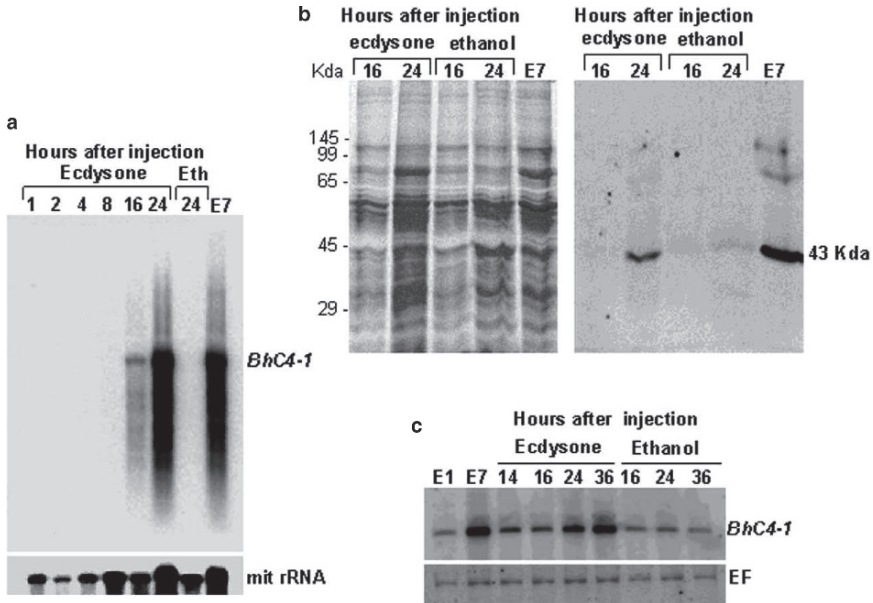 a
Hours after injection
Ecdysone Eth
1 2 4 8 16 24 24 E7
BhC4-1
mit rRNA
b
Hours after injection
ecdysone ethanol
Kda 16 24 16 24 E7
145
99
65
45
29
Hours after injection
ecdysone ethanol
16 24 16 24 E7
43 Kda
c
Hours after injection
Ecdysone Ethanol
E1 E7 14 16 24 36 16 24 36
BhC4-1
EF